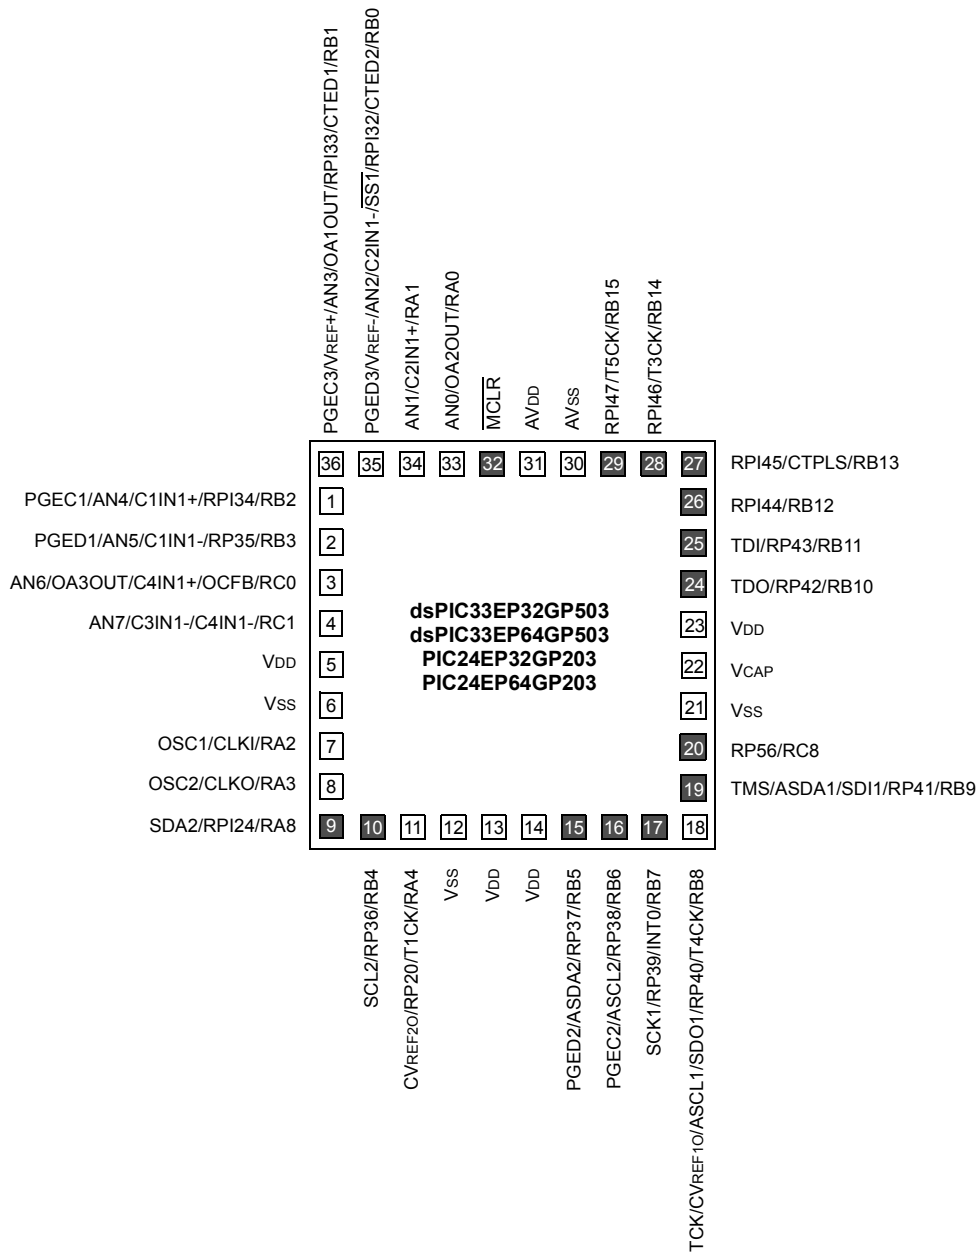 PGEC3/VREF+/AN3/OA1OUT/RPI33/CTED1/RB1
PGED3/VREF-/AN2/C2IN1-/SS1/RPI32/CTED2/RB0
AN1/C2IN1+/RA1
AN0/OA2OUT/RA0
MCLR
AVDD
AVSS
RPI47/T5CK/RB15
RPI46/T3CK/RB14
36 35 34 33 32 31 30 29 28 27 RPI45/CTPLS/RB13
PGEC1/AN4/C1IN1+/RPI34/RB2 1 26 RPI44/RB12
PGED1/AN5/C1IN1-/RP35/RB3 2 25 TDI/RP43/RB11
AN6/OA3OUT/C4IN1+/OCFB/RC0 3 24 TDO/RP42/RB10
dsPIC33EP32GP503
AN7/C3IN1-/C4IN1-/RC1 4 23 VDD
dsPIC33EP64GP503
PIC24EP32GP203
VDD 5 22 VCAP
PIC24EP64GP203
VSS 6 21 VSS
OSC1/CLKI/RA2 7 20 RP56/RC8
OSC2/CLKO/RA3 8 19 TMS/ASDA1/SDI1/RP41/RB9
SDA2/RPI24/RA8 9 10 11 12 13 14 15 16 17 18
SCL2/RP36/RB4
CVREF2O/RP20/T1CK/RA4
VSS
VDD
VDD
PGED2/ASDA2/RP37/RB5
PGEC2/ASCL2/RP38/RB6
SCK1/RP39/INT0/RB7
TCK/CVREF1O/ASCL1/SDO1/RP40/T4CK/RB8